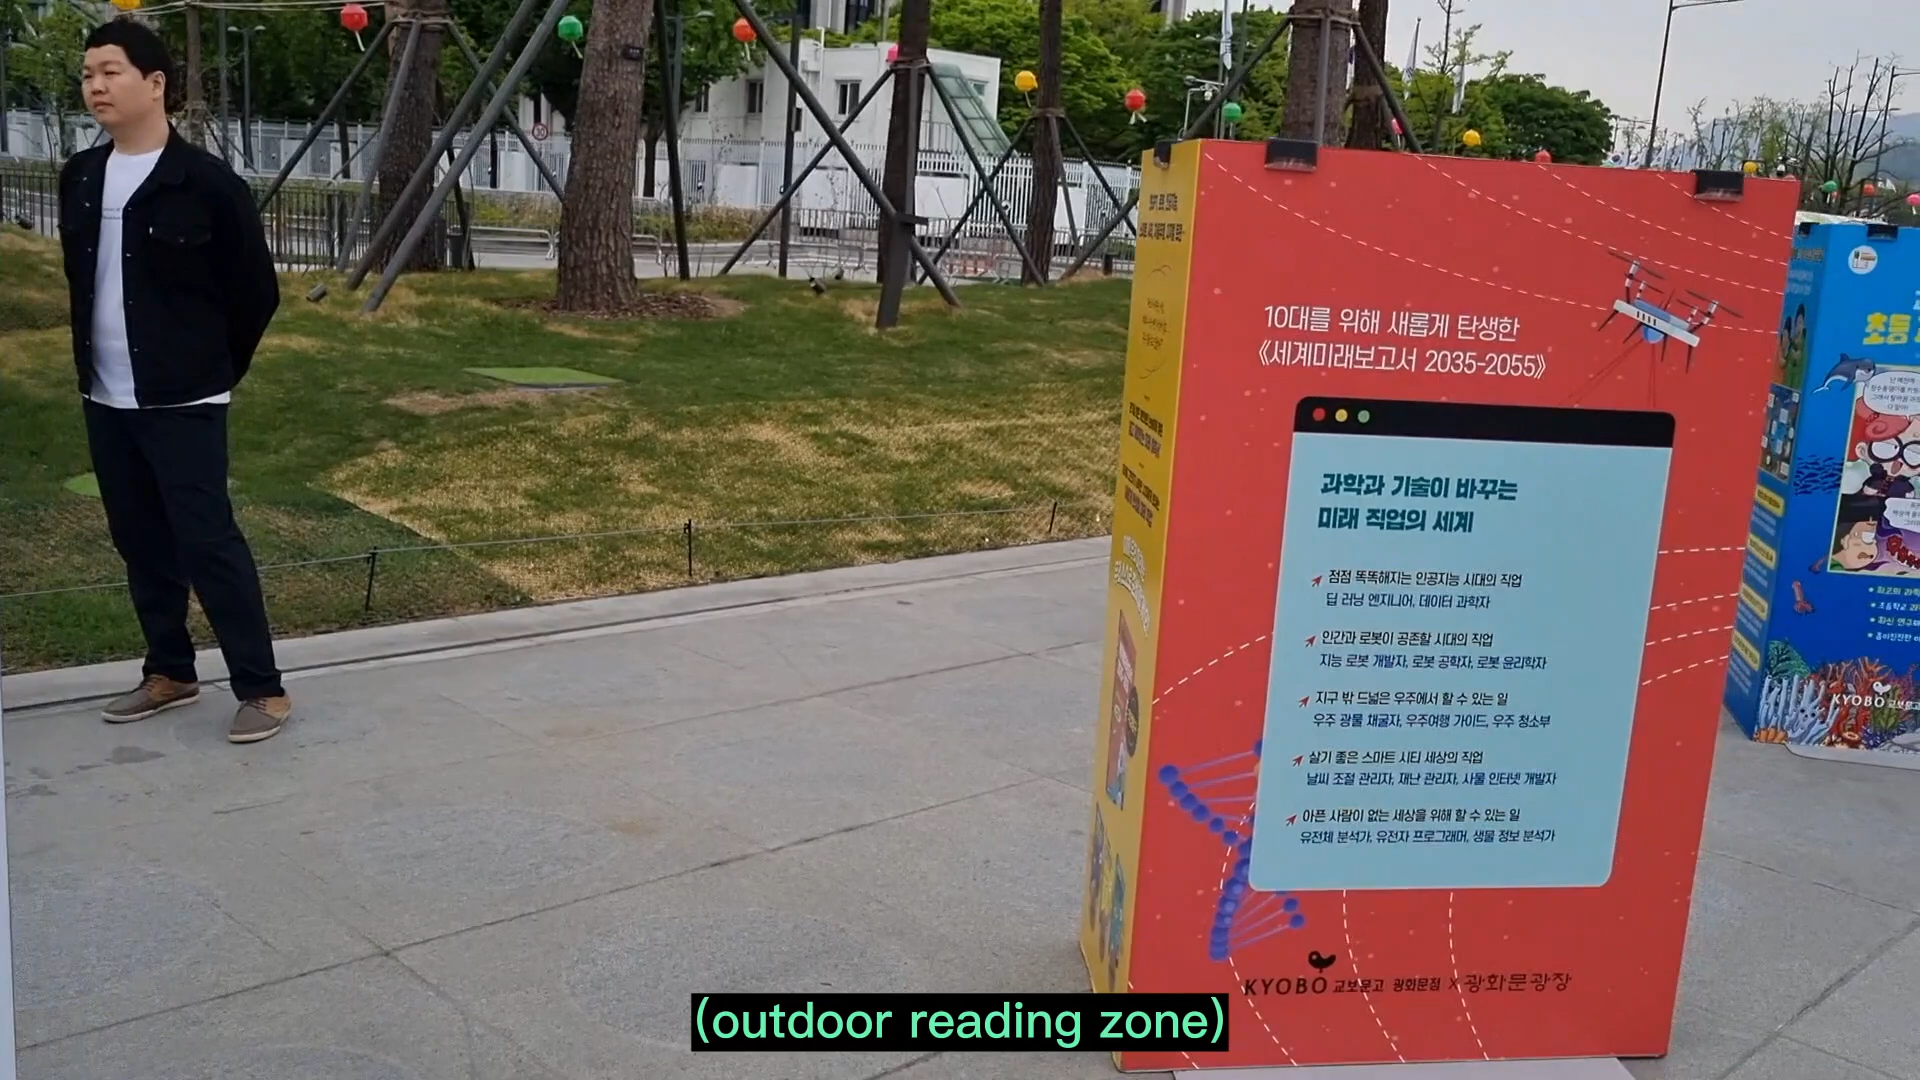 10대를 위해 새롭게 탄생한
《세계미래보고서 2035-2055》
과학과 기술이 바꾸는
미래 직업의 세계
점점 똑똑해지는 인공지능 시대의 직업
딥 러닝 엔지니어, 데이터 과학자
인간과 로봇이 공존할 시대의 직업
지능 로봇 개발자, 로봇 공학자, 로봇 윤리학자
지구 밖 드넓은 우주에서 할 수 있는 일
우주 광물 채굴자, 우주여행 가이드, 우주 청소부
살기 좋은 스마트 시티 세상의 직업
날씨 조절 관리자, 재난 관리자, 사물 인터넷 개발자
아픈 사람이 없는 세상을 위해 할 수 있는 일
유전체 분석가, 유전자 프로그래머, 생물 정보 분석가
KYOBO 교보문고 광화문점 × 광화문광장
초등
KYOBO 교보문고
(outdoor reading zone)